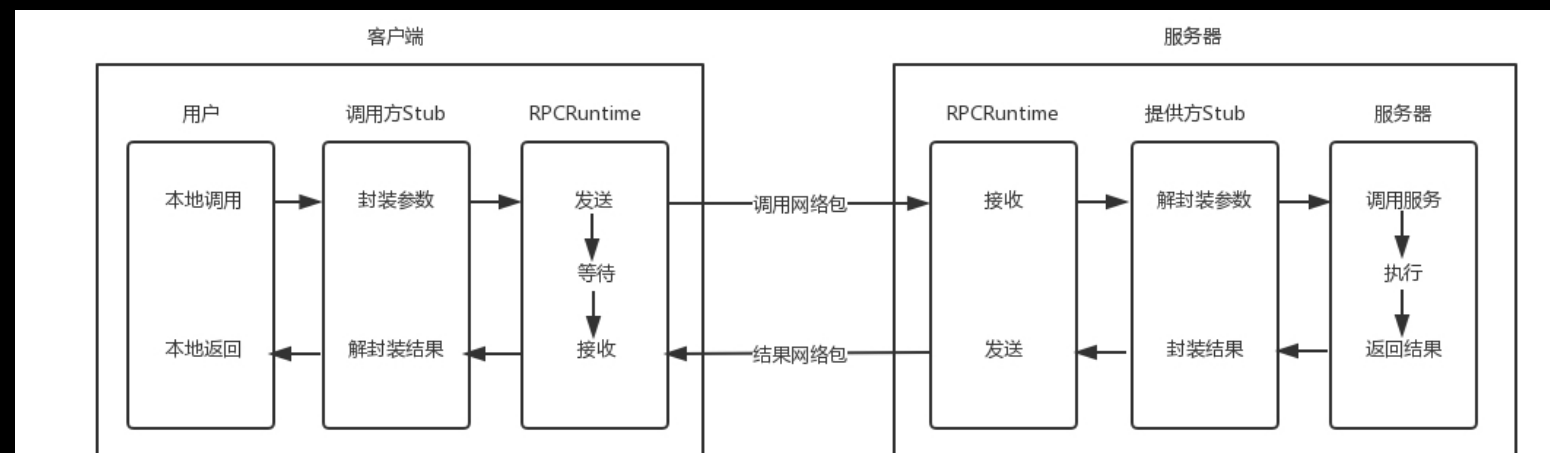 客户端
服务器
用户
调用方Stub
RPCRuntime
RPCRuntime
提供方Stub
服务器
本地调用
封装参数
发送
调用网络包
接收
解封装参数
调用服务
等待
执行
本地返回
解封装结果
接收
结果网络包
发送
封装结果
返回结果